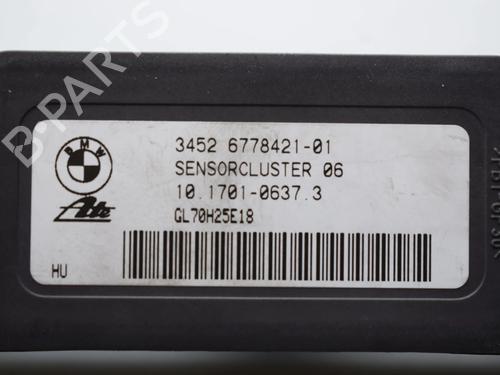 BMW
3452 6778421-01
SENSORCLUSTER 06
10.1701-0637.3
GL70H25E18
Ate
HU
B-PARTS